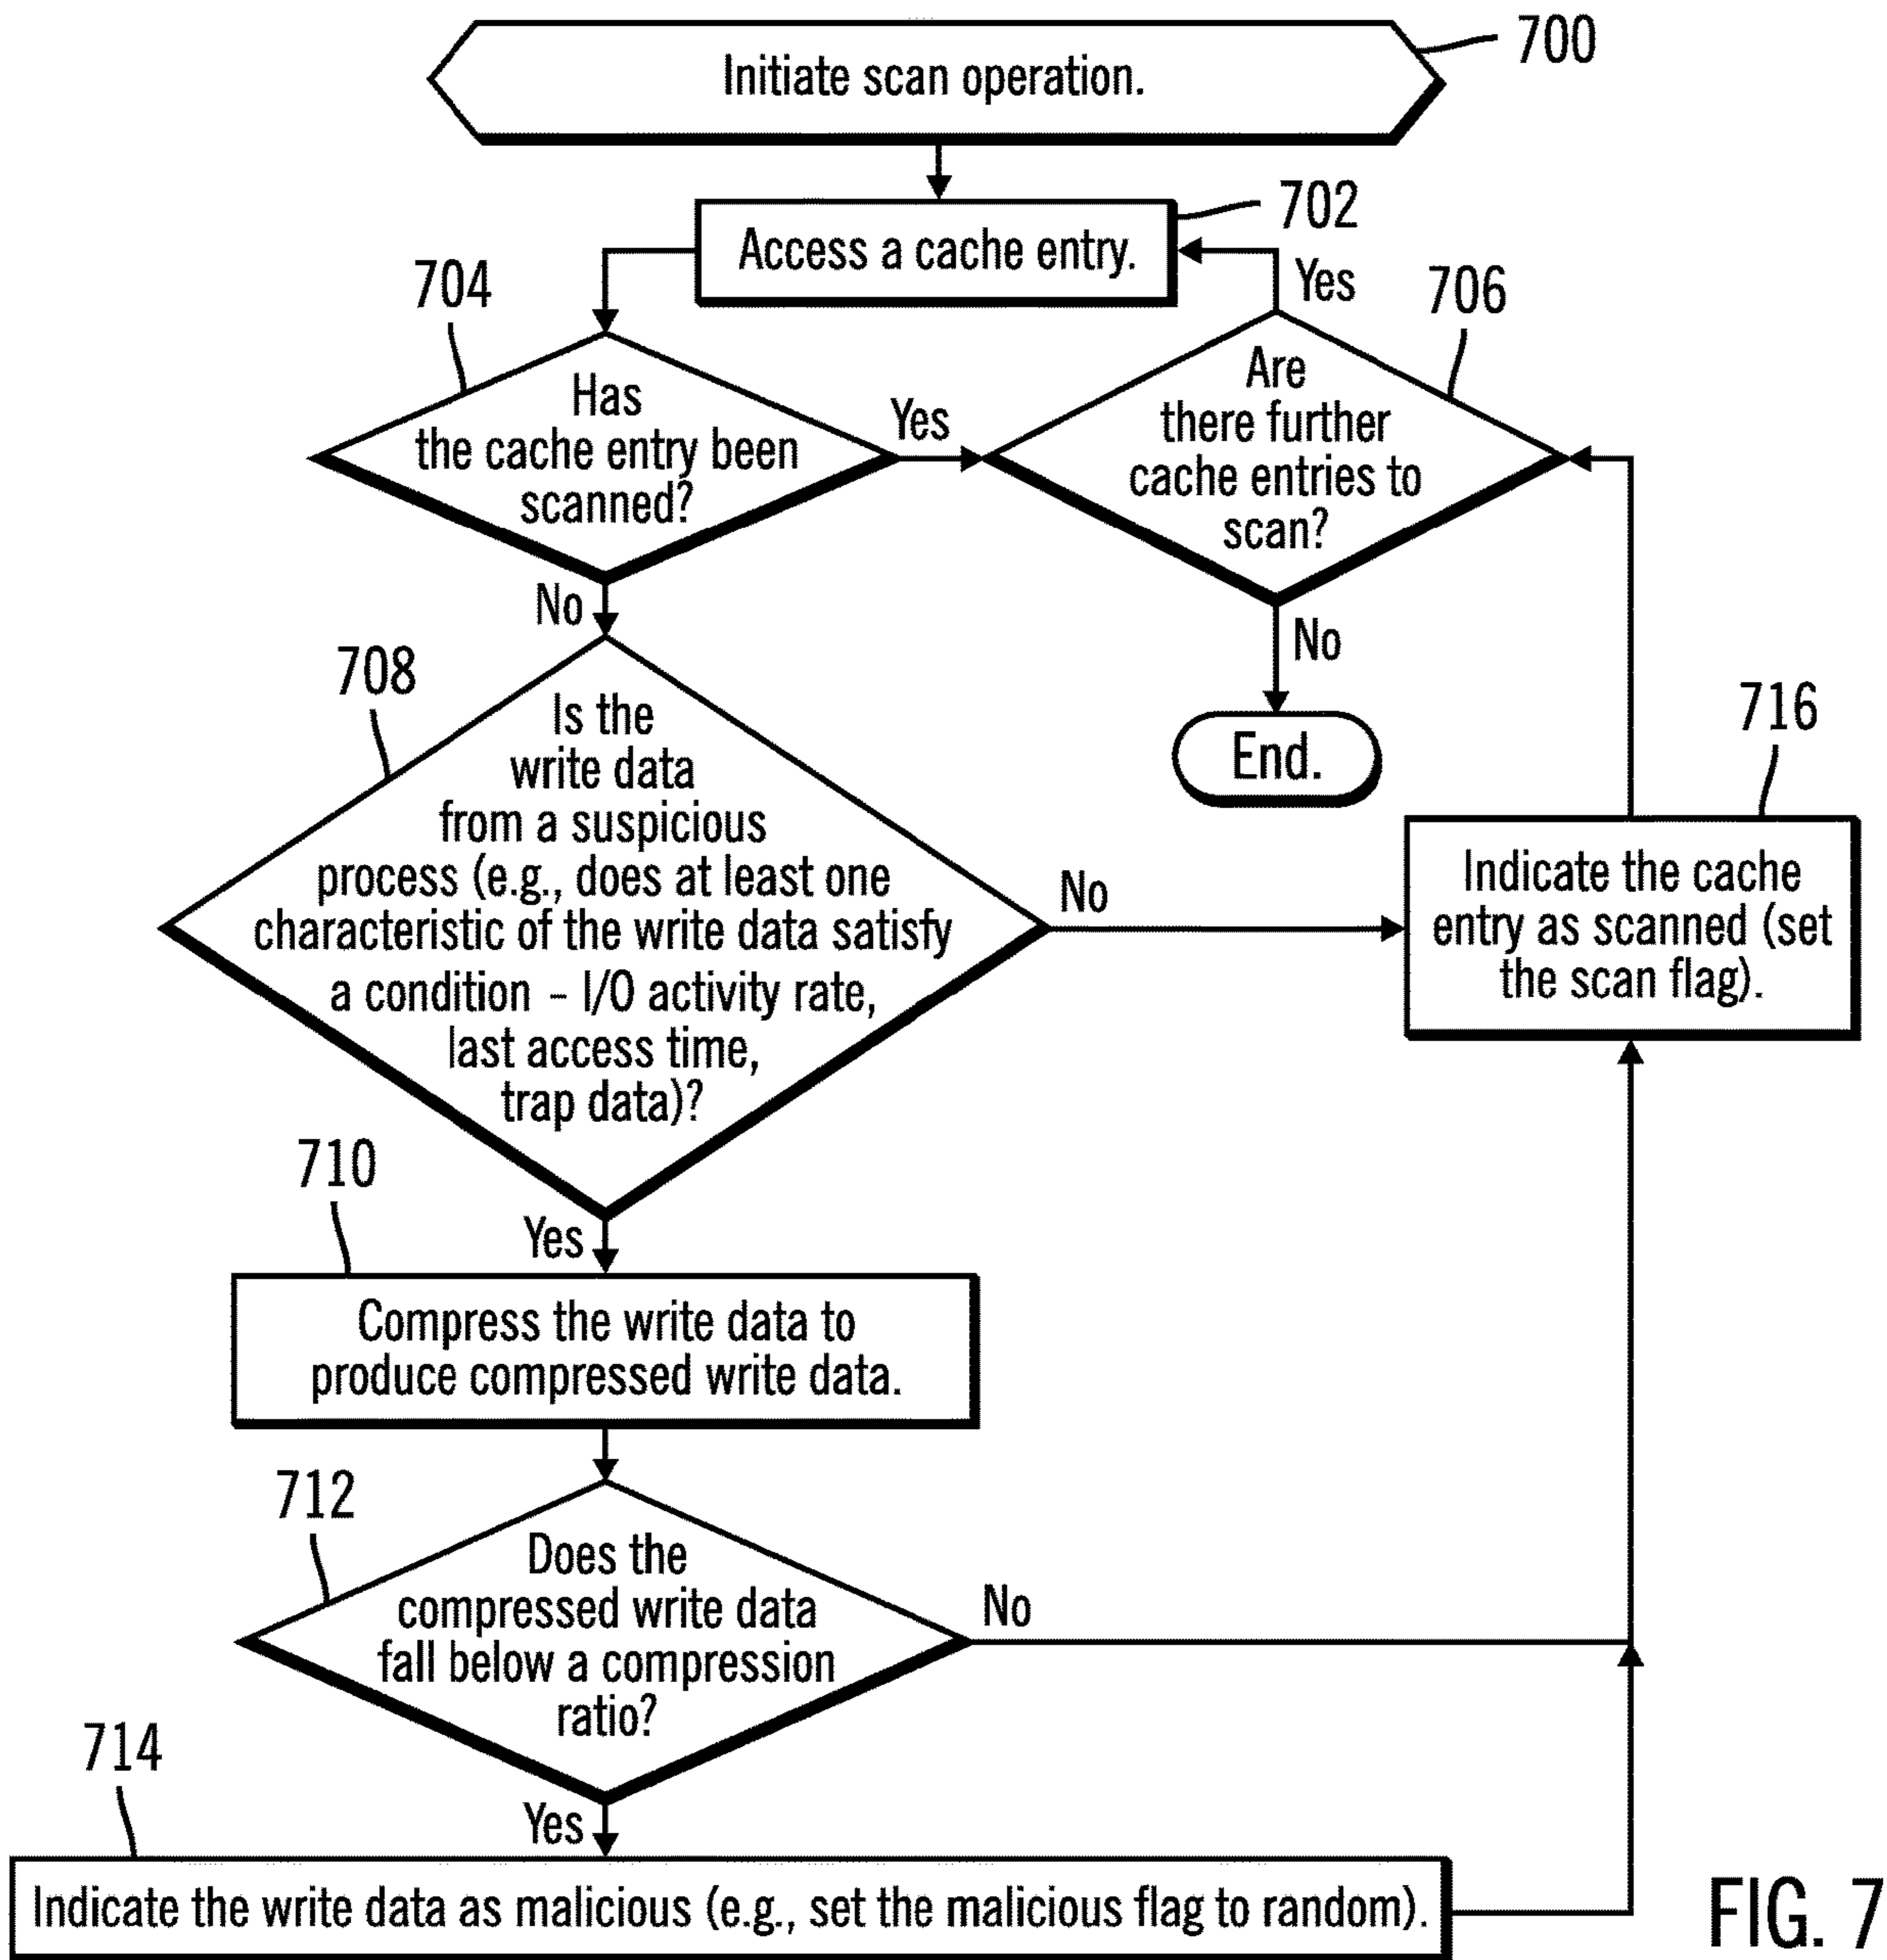 700
Initiate scan operation.
702
Access a cache entry.
704
Has
the cache entry been
scanned?
Yes
Yes
706
Are
there further
cache entries to
scan?
No
No
End.
708
Is the
write data
from a suspicious
process (e.g., does at least one
characteristic of the write data satisfy
a condition – I/O activity rate,
last access time,
trap data)?
No
716
Indicate the cache
entry as scanned (set
the scan flag).
Yes
710
Compress the write data to
produce compressed write data.
712
Does the
compressed write data
fall below a compression
ratio?
No
Yes
714
Indicate the write data as malicious (e.g., set the malicious flag to random).
FIG. 7